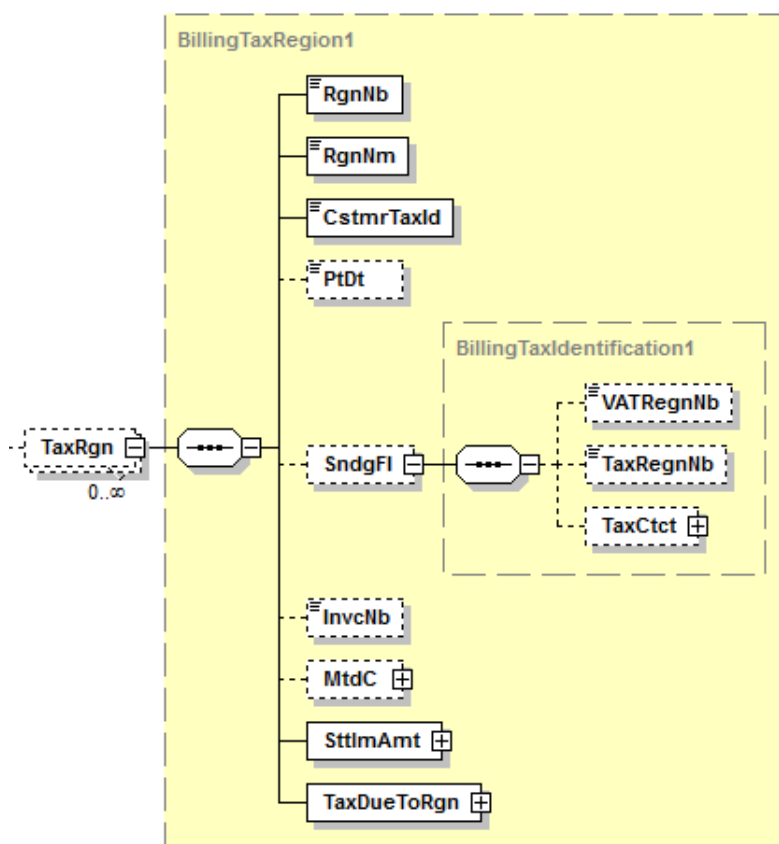 BillingTaxRegion1
RgnNb
RgnNm
CstmrTaxId
PtDt
BillingTaxIdentification1
VATRegnNb
TaxRgn
0..∞
SndgFI
TaxRegnNb
TaxCtct
InvcNb
MtdC
SttlmAmt
TaxDueToRgn